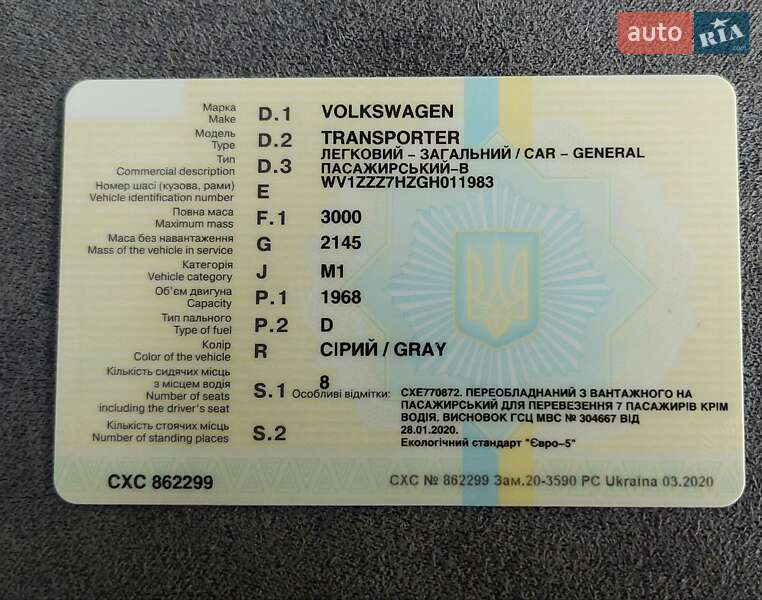 auto RIA.com
Марка
Make D.1 VOLKSWAGEN
Модель
Type D.2 TRANSPORTER
Тип
Commercial description D.3 ЛЕГКОВИЙ – ЗАГАЛЬНИЙ / CAR – GENERAL
ПАСАЖИРСЬКИЙ–В
Номер шасі (кузова, рами)
Vehicle identification number E WV1ZZZ7HZGH011983
Повна маса
Maximum mass F.1 3000
Маса без навантаження
Mass of the vehicle in service G 2145
Категорія
Vehicle category J M1
Об'єм двигуна
Capacity P.1 1968
Тип пального
Type of fuel P.2 D
Колір
Color of the vehicle R СІРИЙ / GRAY
Кількість сидячих місць
з місцем водія
Number of seats
including the driver's seat S.1 8
Кількість стоячих місць
Number of standing places S.2
Особливі відмітки: СХЕ770872. ПЕРЕОБЛАДНАНИЙ З ВАНТАЖНОГО НА
ПАСАЖИРСЬКИЙ ДЛЯ ПЕРЕВЕЗЕННЯ 7 ПАСАЖИРІВ КРІМ
ВОДІЯ. ВИСНОВОК ГСЦ МВС № 304667 ВІД
28.01.2020.
Екологічний стандарт "Євро–5"
СХС 862299
СХС № 862299 Зам.20-3590 PC Ukraina 03.2020